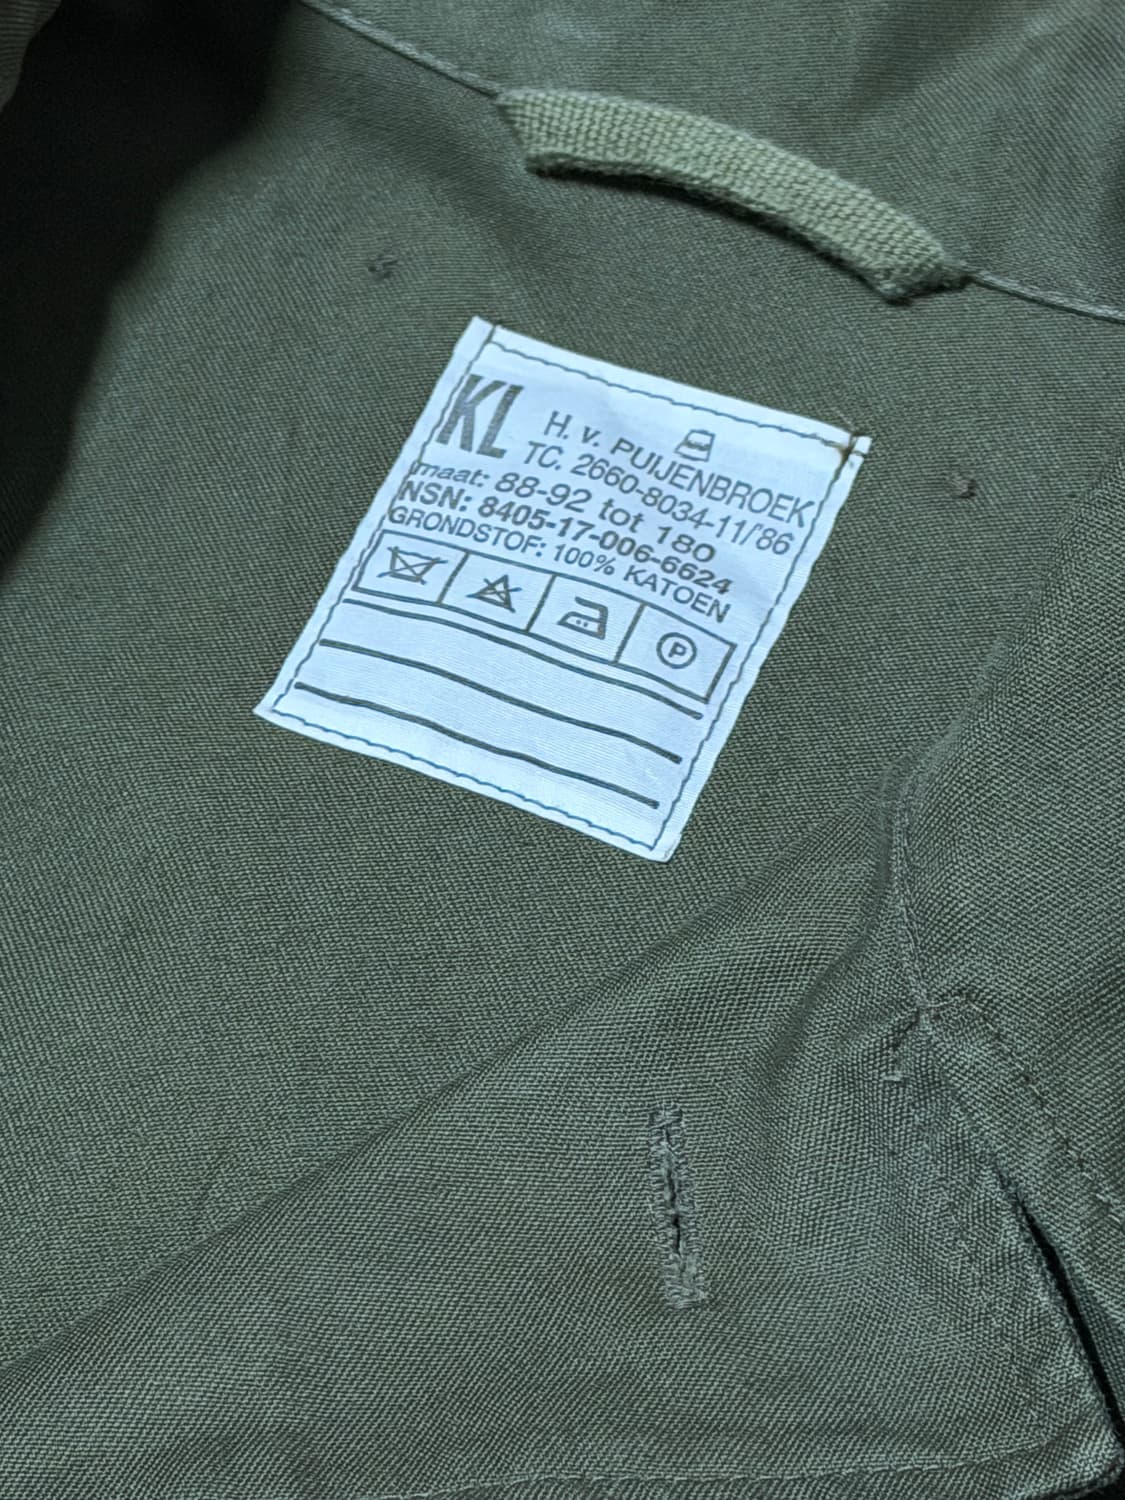 KL
H. v. PUIJENBROEK
TC. 2660-8034-11/'86
maat: 88-92 tot 180
NSN: 8405-17-006-6624
GRONDSTOF: 100% KATOEN
P